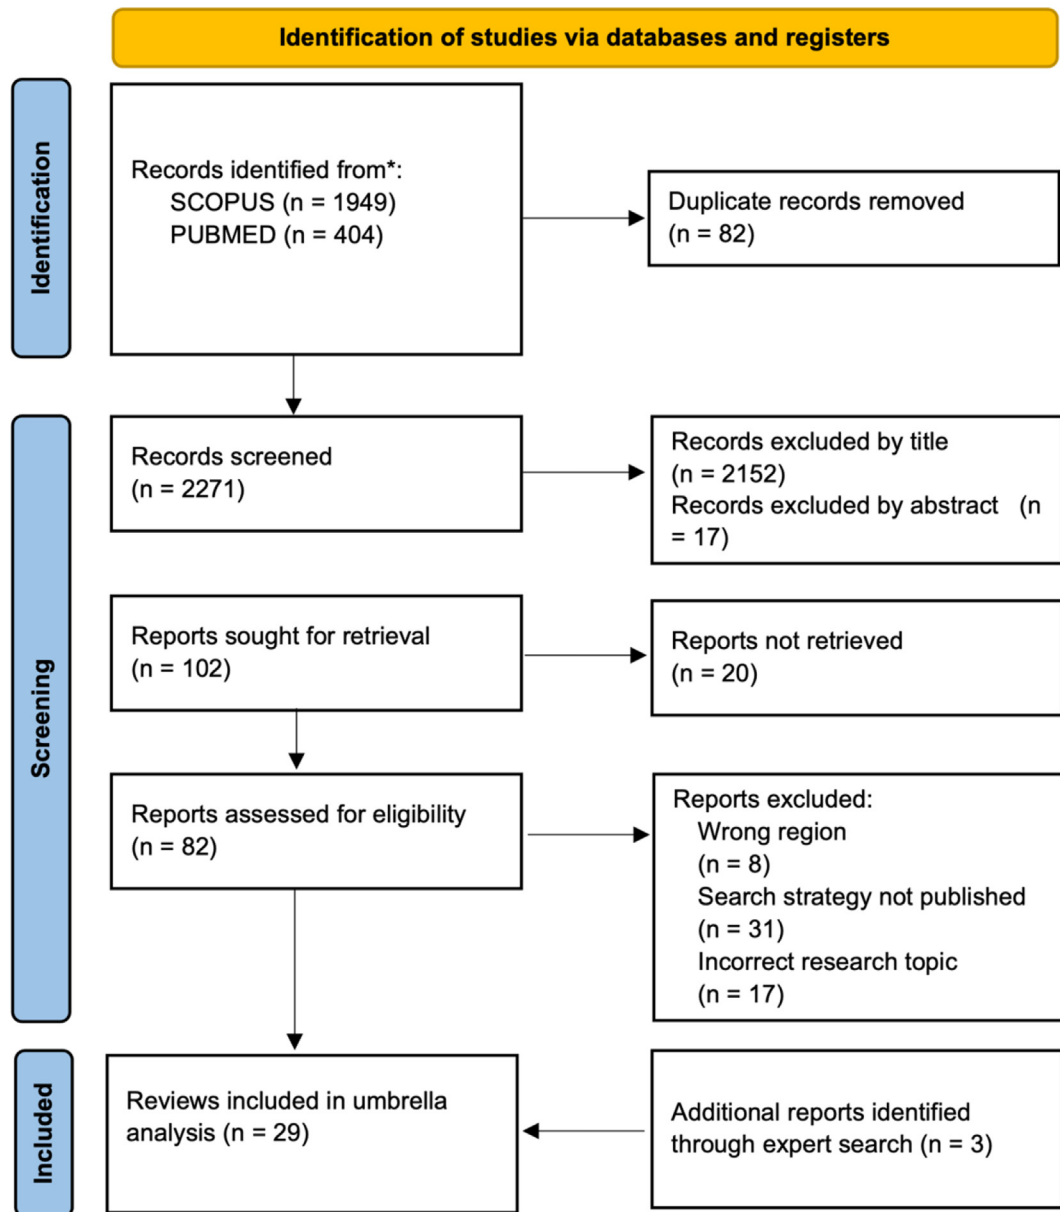 Identification of studies via databases and registers
Identification
Records identified from*:
SCOPUS (n = 1949)
PUBMED (n = 404)
Duplicate records removed
(n = 82)
Screening
Records screened
(n = 2271)
Records excluded by title
(n = 2152)
Records excluded by abstract (n
= 17)
Reports sought for retrieval
(n = 102)
Reports not retrieved
(n = 20)
Reports assessed for eligibility
(n = 82)
Reports excluded:
Wrong region
(n = 8)
Search strategy not published
(n = 31)
Incorrect research topic
(n = 17)
Included
Reviews included in umbrella
analysis (n = 29)
Additional reports identified
through expert search (n = 3)